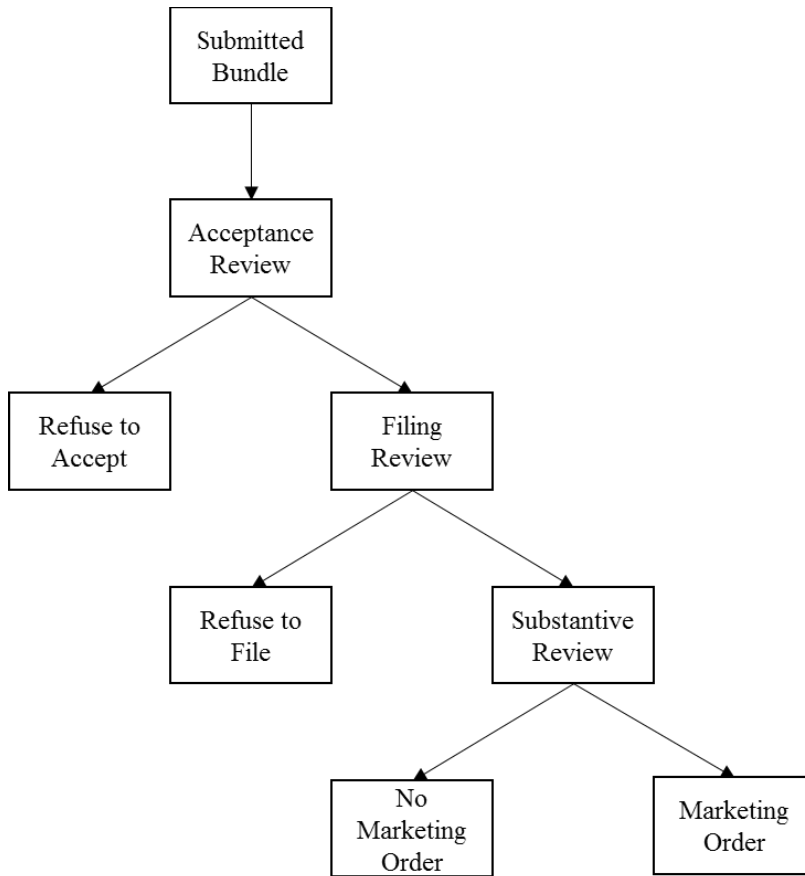 Submitted
Bundle
Acceptance
Review
Refuse to
Accept
Filing
Review
Refuse to
File
Substantive
Review
No
Marketing
Order
Marketing
Order